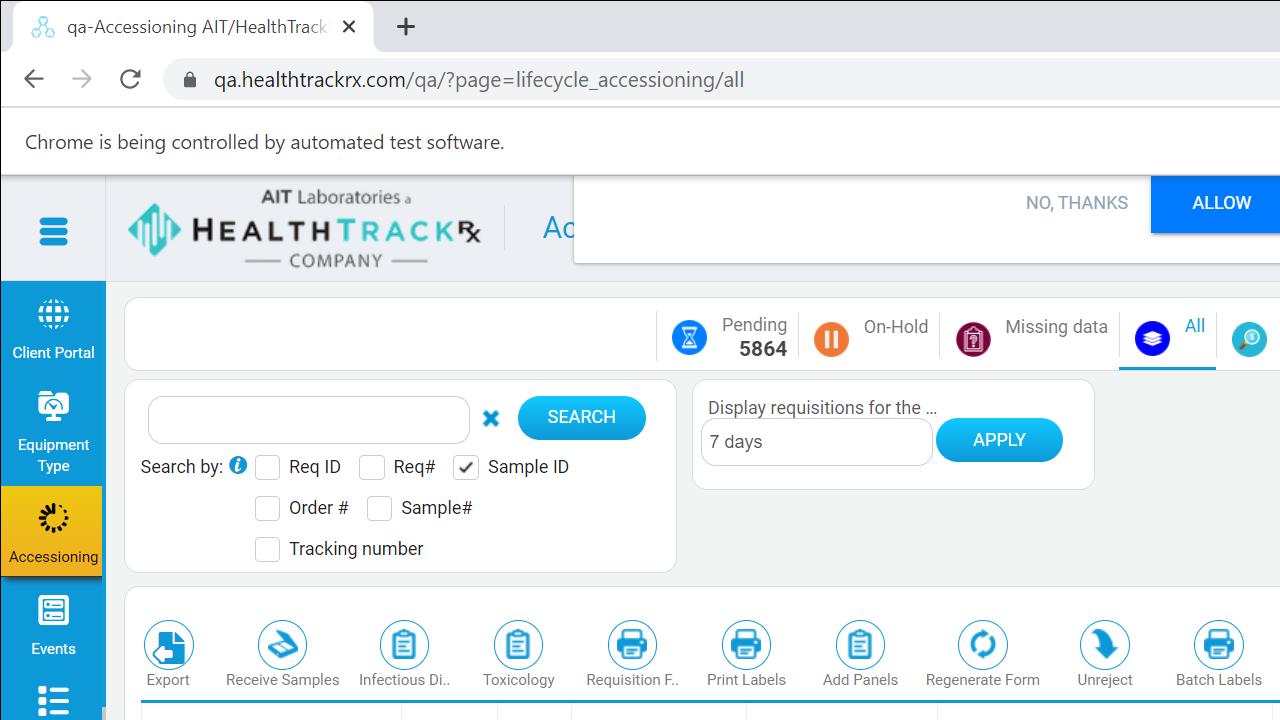 qa-Accessioning AIT/HealthTrack
qa.healthtrackrx.com/qa/?page=lifecycle_accessioning/all
Chrome is being controlled by automated test software.
AIT Laboratories a
HEALTHTRACKRX
COMPANY
Ac
NO, THANKS
ALLOW
Client Portal
Equipment
Type
Accessioning
Events
Pending
5864
On-Hold
Missing data
All
SEARCH
Search by:
Req ID
Req#
Sample ID
Order #
Sample#
Tracking number
Display requisitions for the ...
7 days
APPLY
Export
Receive Samples
Infectious Di..
Toxicology
Requisition F..
Print Labels
Add Panels
Regenerate Form
Unreject
Batch Labels